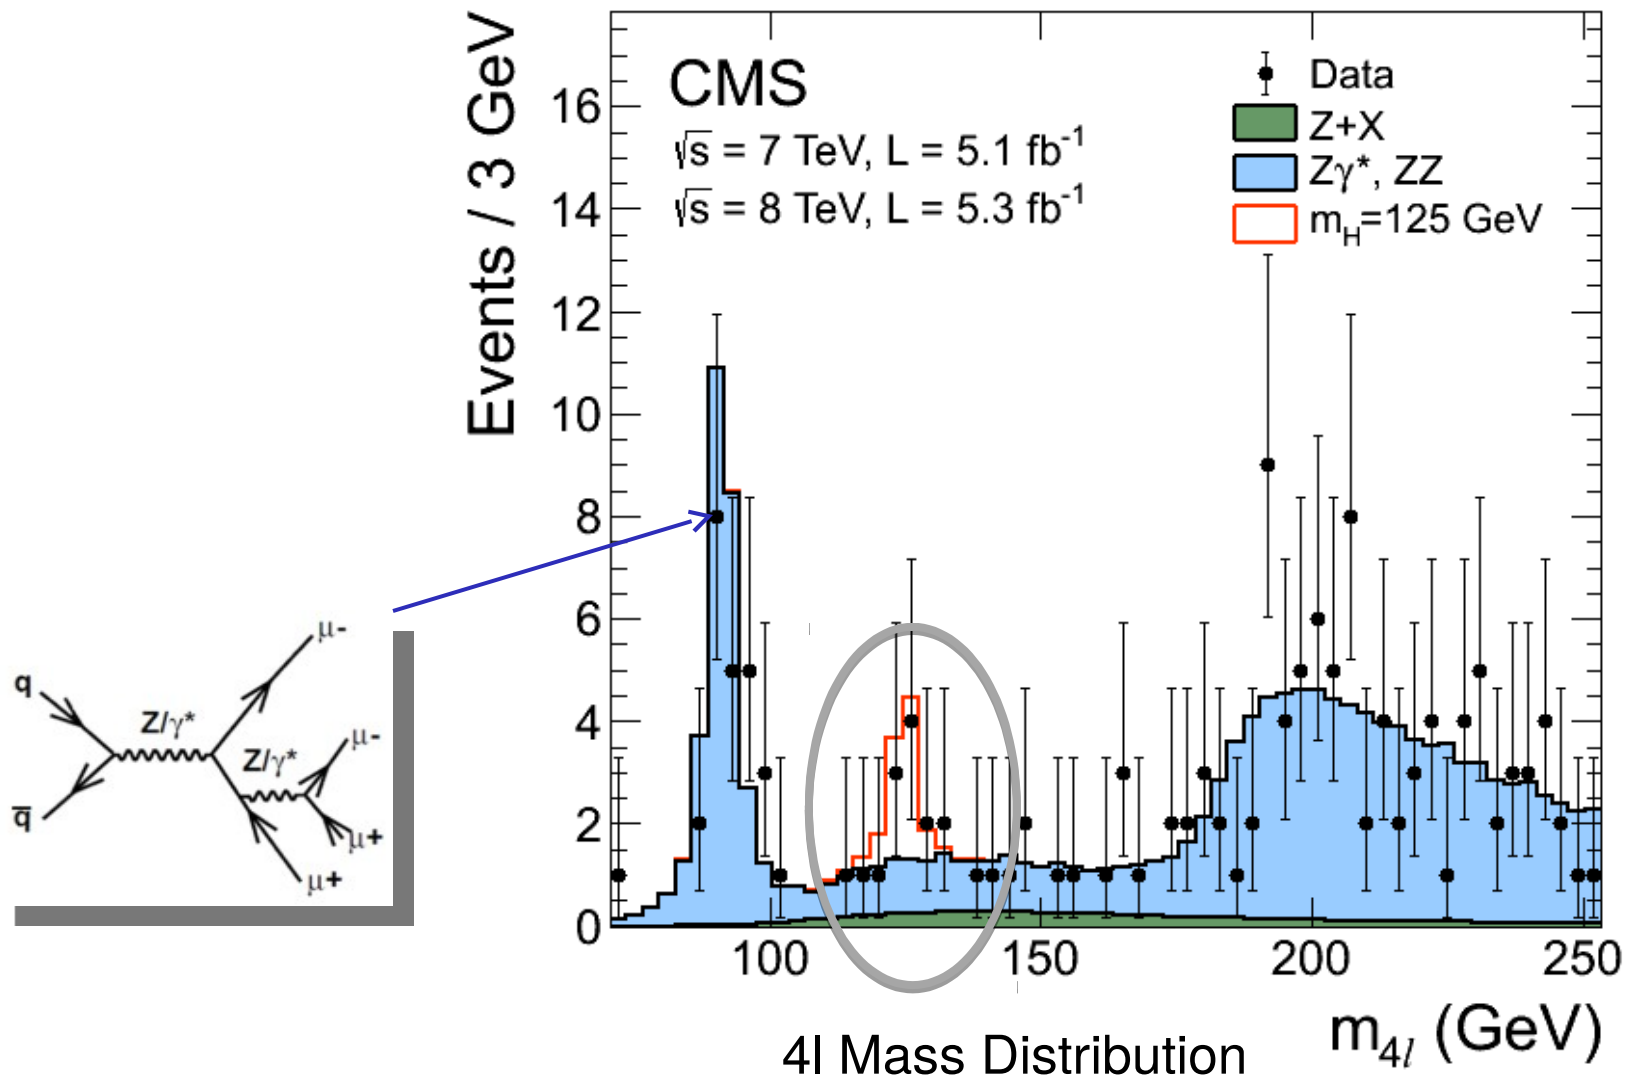 Events / 3 GeV
16
14
12
10
8
6
4
2
0
CMS
√s = 7 TeV, L = 5.1 fb⁻¹
√s = 8 TeV, L = 5.3 fb⁻¹
Data
Z+X
Zγ*, ZZ
m_H=125 GeV
q
q̅
Z/γ*
Z/γ*
μ-
μ-
μ+
μ+
100
150
200
250
m_4l (GeV)
4l Mass Distribution